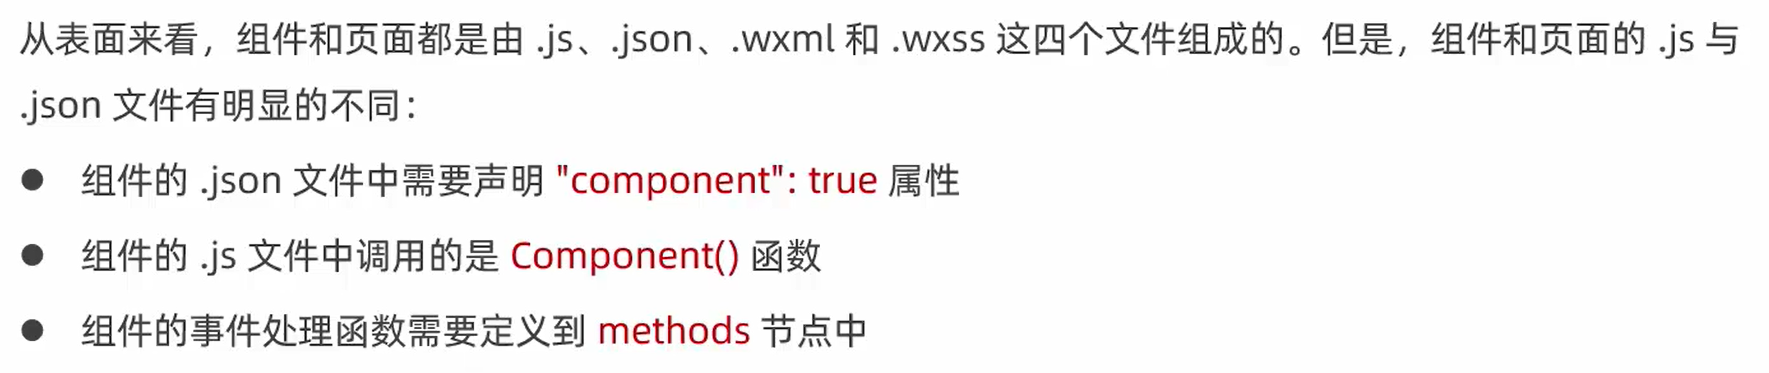 从表面来看，组件和页面都是由 .js、.json、.wxml 和 .wxss 这四个文件组成的。但是，组件和页面的 .js 与
.json 文件有明显的不同：
● 组件的 .json 文件中需要声明 "component": true 属性
● 组件的 .js 文件中调用的是 Component() 函数
● 组件的事件处理函数需要定义到 methods 节点中